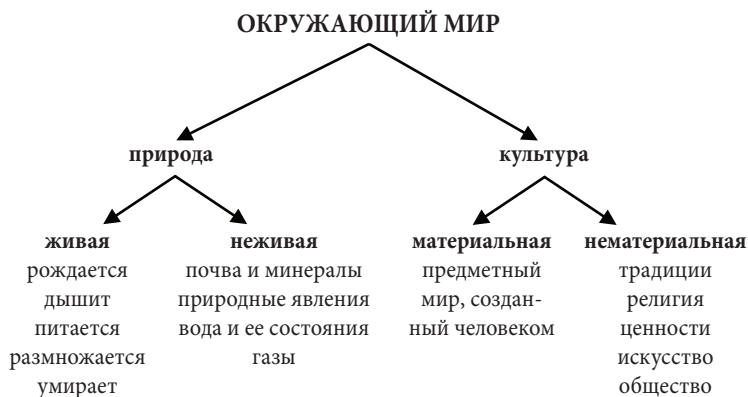 ОКРУЖАЮЩИЙ МИР
природа
культура
живая
рождается
дышит
питается
размножается
умирает
неживая
почва и минералы
природные явления
вода и ее состояния
газы
материальная
предметный
мир, создан-
ный человеком
нематериальная
традиции
религия
ценности
искусство
общество